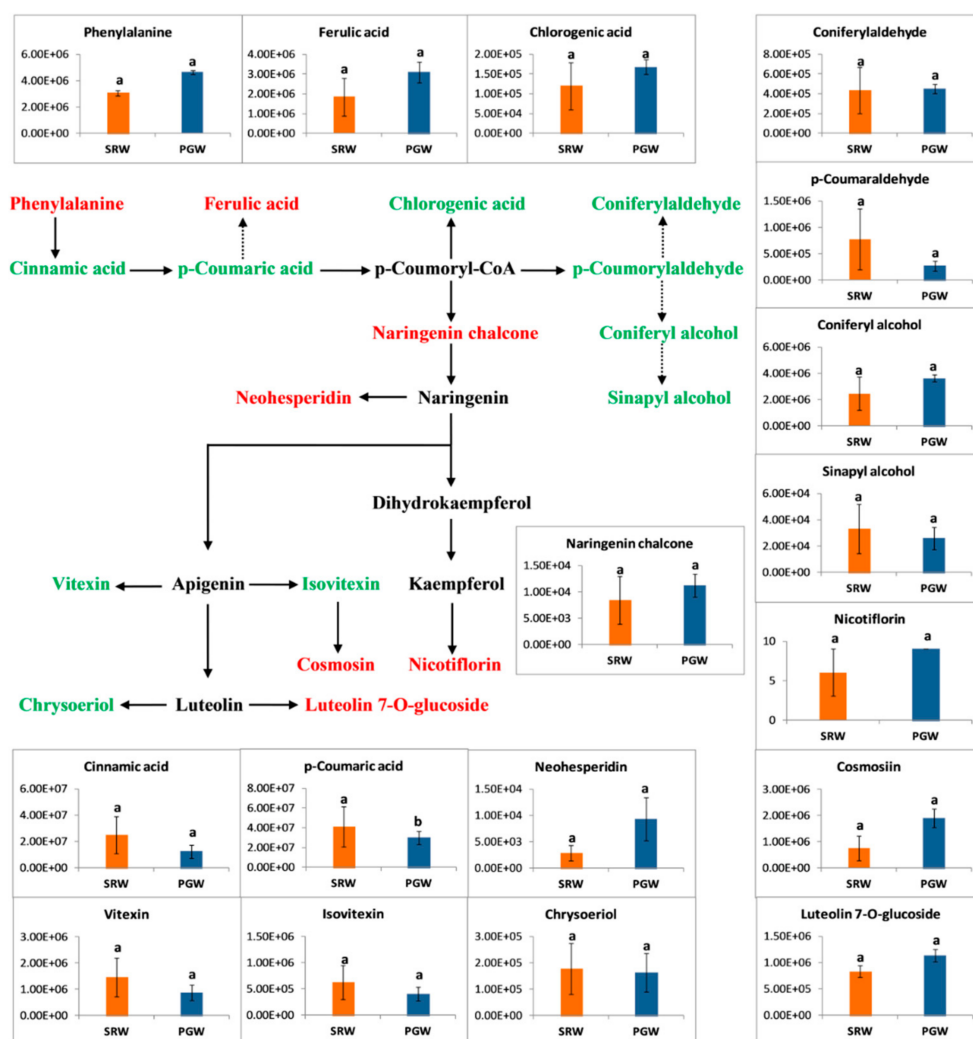 Phenylalanine
6.00E+06
4.00E+06
2.00E+06
0.00E+00
a
a
SRW
PGW
Ferulic acid
4.E+06
3.E+06
2.E+06
1.E+06
0.E+00
a
a
SRW
PGW
Chlorogenic acid
2.00E+05
1.50E+05
1.00E+05
5.00E+04
0.00E+00
a
a
SRW
PGW
Coniferylaldehyde
8.00E+05
6.00E+05
4.00E+05
2.00E+05
0.00E+00
a
a
SRW
PGW
p-Coumaraldehyde
1.50E+06
1.00E+06
5.00E+05
0.00E+00
a
a
SRW
PGW
Coniferyl alcohol
6.00E+06
4.00E+06
2.00E+06
0.00E+00
a
a
SRW
PGW
Sinapyl alcohol
6.00E+04
4.00E+04
2.00E+04
0.00E+00
a
a
SRW
PGW
Nicotiflorin
10
5
0
a
a
SRW
PGW
Cosmosiin
3.00E+06
2.00E+06
1.00E+06
0.00E+00
a
a
SRW
PGW
Luteolin 7-O-glucoside
1.50E+06
1.00E+06
5.00E+05
0.00E+00
a
a
SRW
PGW
Phenylalanine
Ferulic acid
Chlorogenic acid
Coniferylaldehyde
Cinnamic acid
p-Coumaric acid
p-Coumoryl-CoA
p-Coumorylaldehyde
Naringenin chalcone
Coniferyl alcohol
Neohesperidin
Naringenin
Sinapyl alcohol
Dihydrokaempferol
Vitexin
Apigenin
Isovitexin
Kaempferol
Cosmosin
Nicotiflorin
Chrysoeriol
Luteolin
Luteolin 7-O-glucoside
Naringenin chalcone
1.50E+04
1.00E+04
5.00E+03
0.00E+00
a
a
SRW
PGW
Cinnamic acid
6.00E+07
4.00E+07
2.00E+07
0.00E+00
a
a
SRW
PGW
p-Coumaric acid
8.00E+07
6.00E+07
4.00E+07
2.00E+07
0.00E+00
a
b
SRW
PGW
Neohesperidin
1.50E+04
1.00E+04
5.00E+03
0.00E+00
a
a
SRW
PGW
Vitexin
3.00E+06
2.00E+06
1.00E+06
0.00E+00
a
a
SRW
PGW
Isovitexin
1.50E+06
1.00E+06
5.00E+05
0.00E+00
a
a
SRW
PGW
Chrysoeriol
3.00E+05
2.00E+05
1.00E+05
0.00E+00
a
a
SRW
PGW